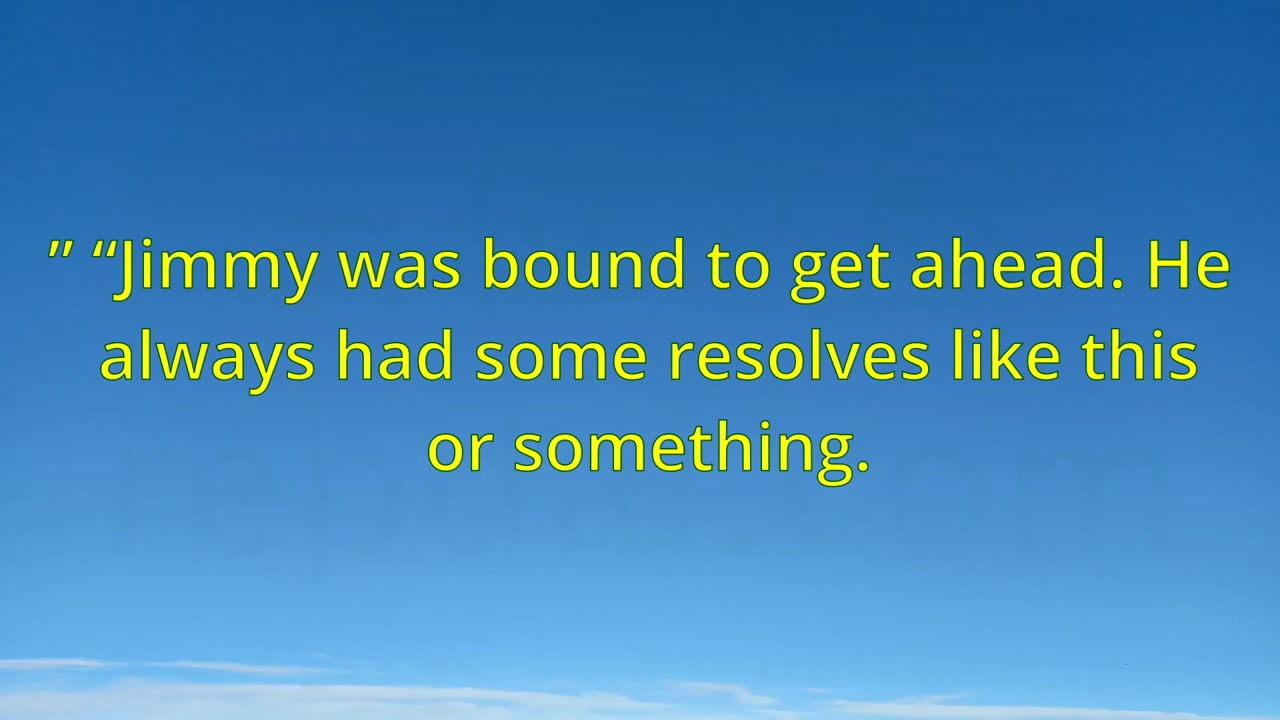 ” “Jimmy was bound to get ahead. He
always had some resolves like this
or something.